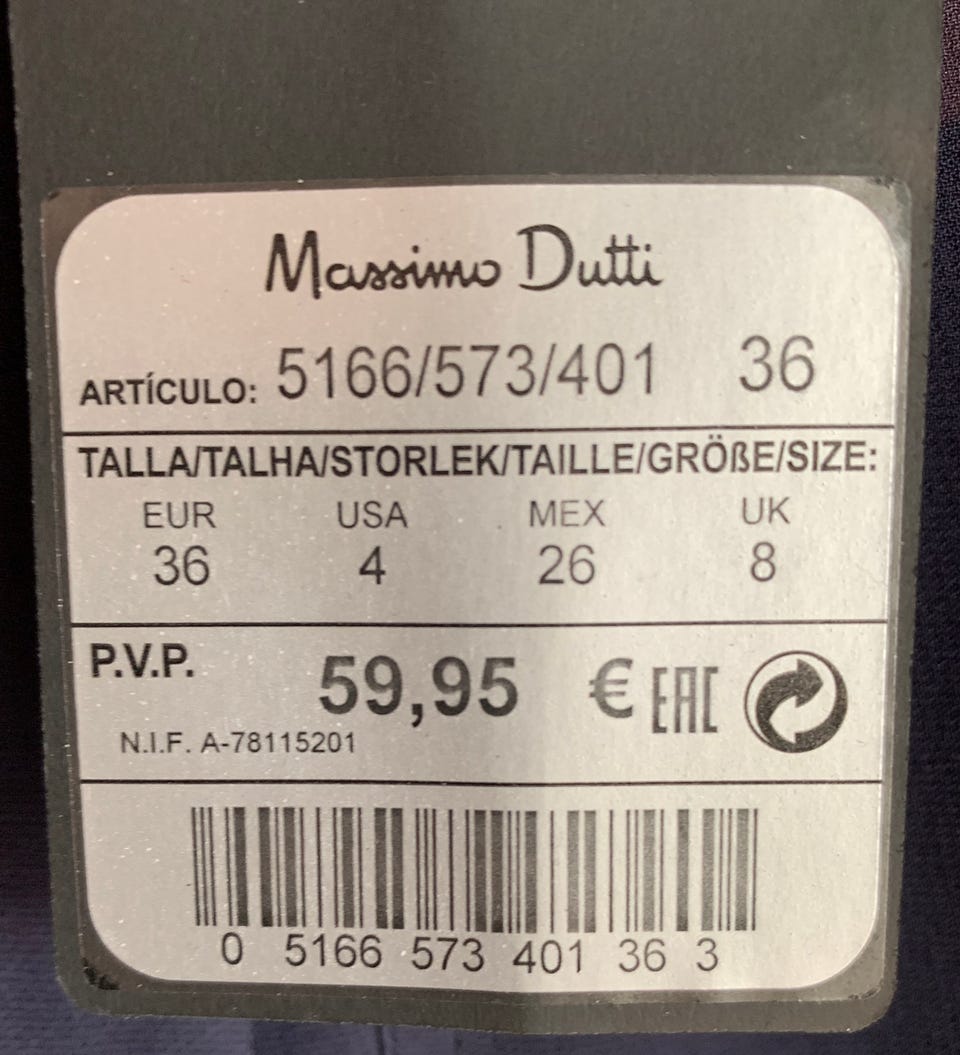 Massimo Dutti
ARTÍCULO: 5166/573/401 36
TALLA/TALHA/STORLEK/TAILLE/GRÖßE/SIZE:
EUR USA MEX UK
36 4 26 8
P.V.P. 59,95 € EAC
N.I.F. A-78115201
0 5166 573 401 36 3